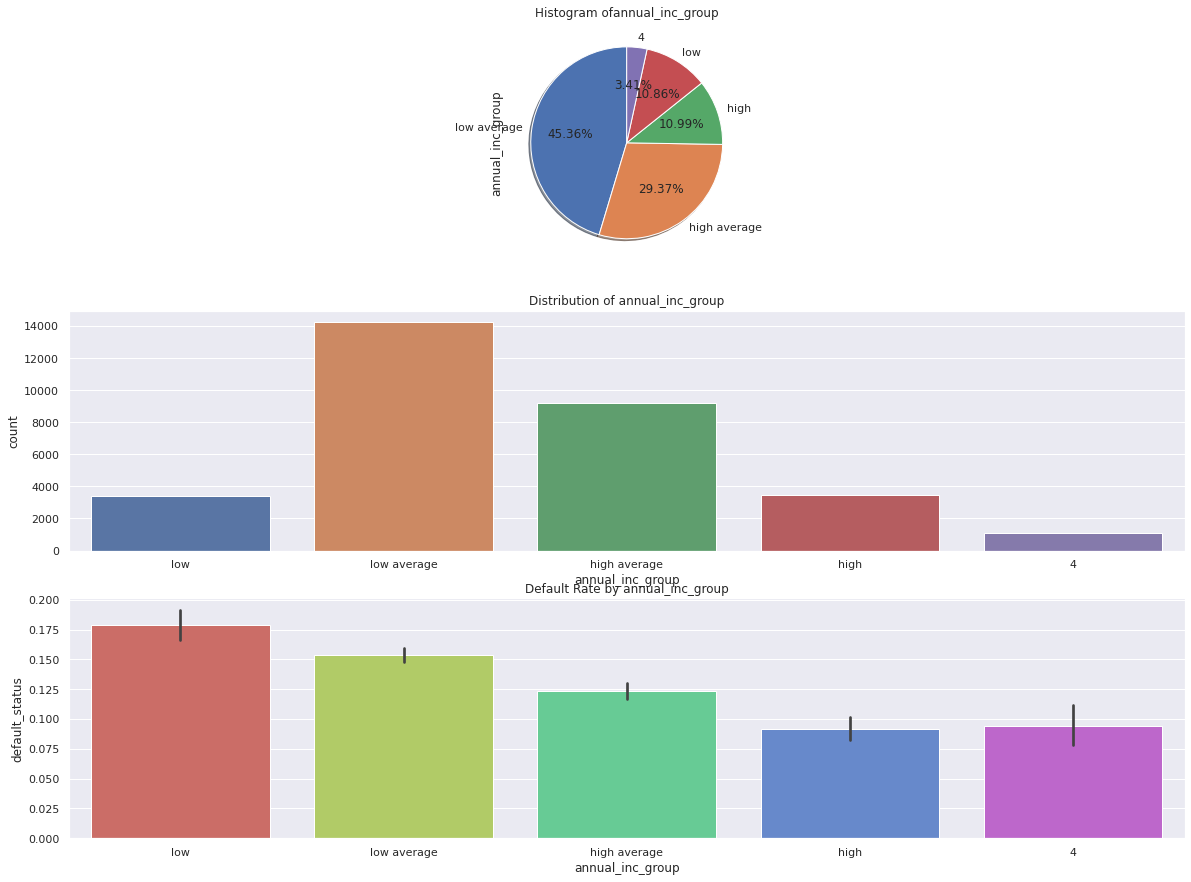 Histogram ofannual_inc_group
4
low
3.41%
10.86%
high
annual_inc_group
low average
45.36%
10.99%
29.37%
high average
Distribution of annual_inc_group
14000
12000
10000
8000
6000
4000
2000
0
count
low low average high average high 4
annual_inc_group
Default Rate by annual_inc_group
0.200
0.175
0.150
0.125
0.100
0.075
0.050
0.025
0.000
default_status
low low average high average high 4
annual_inc_group